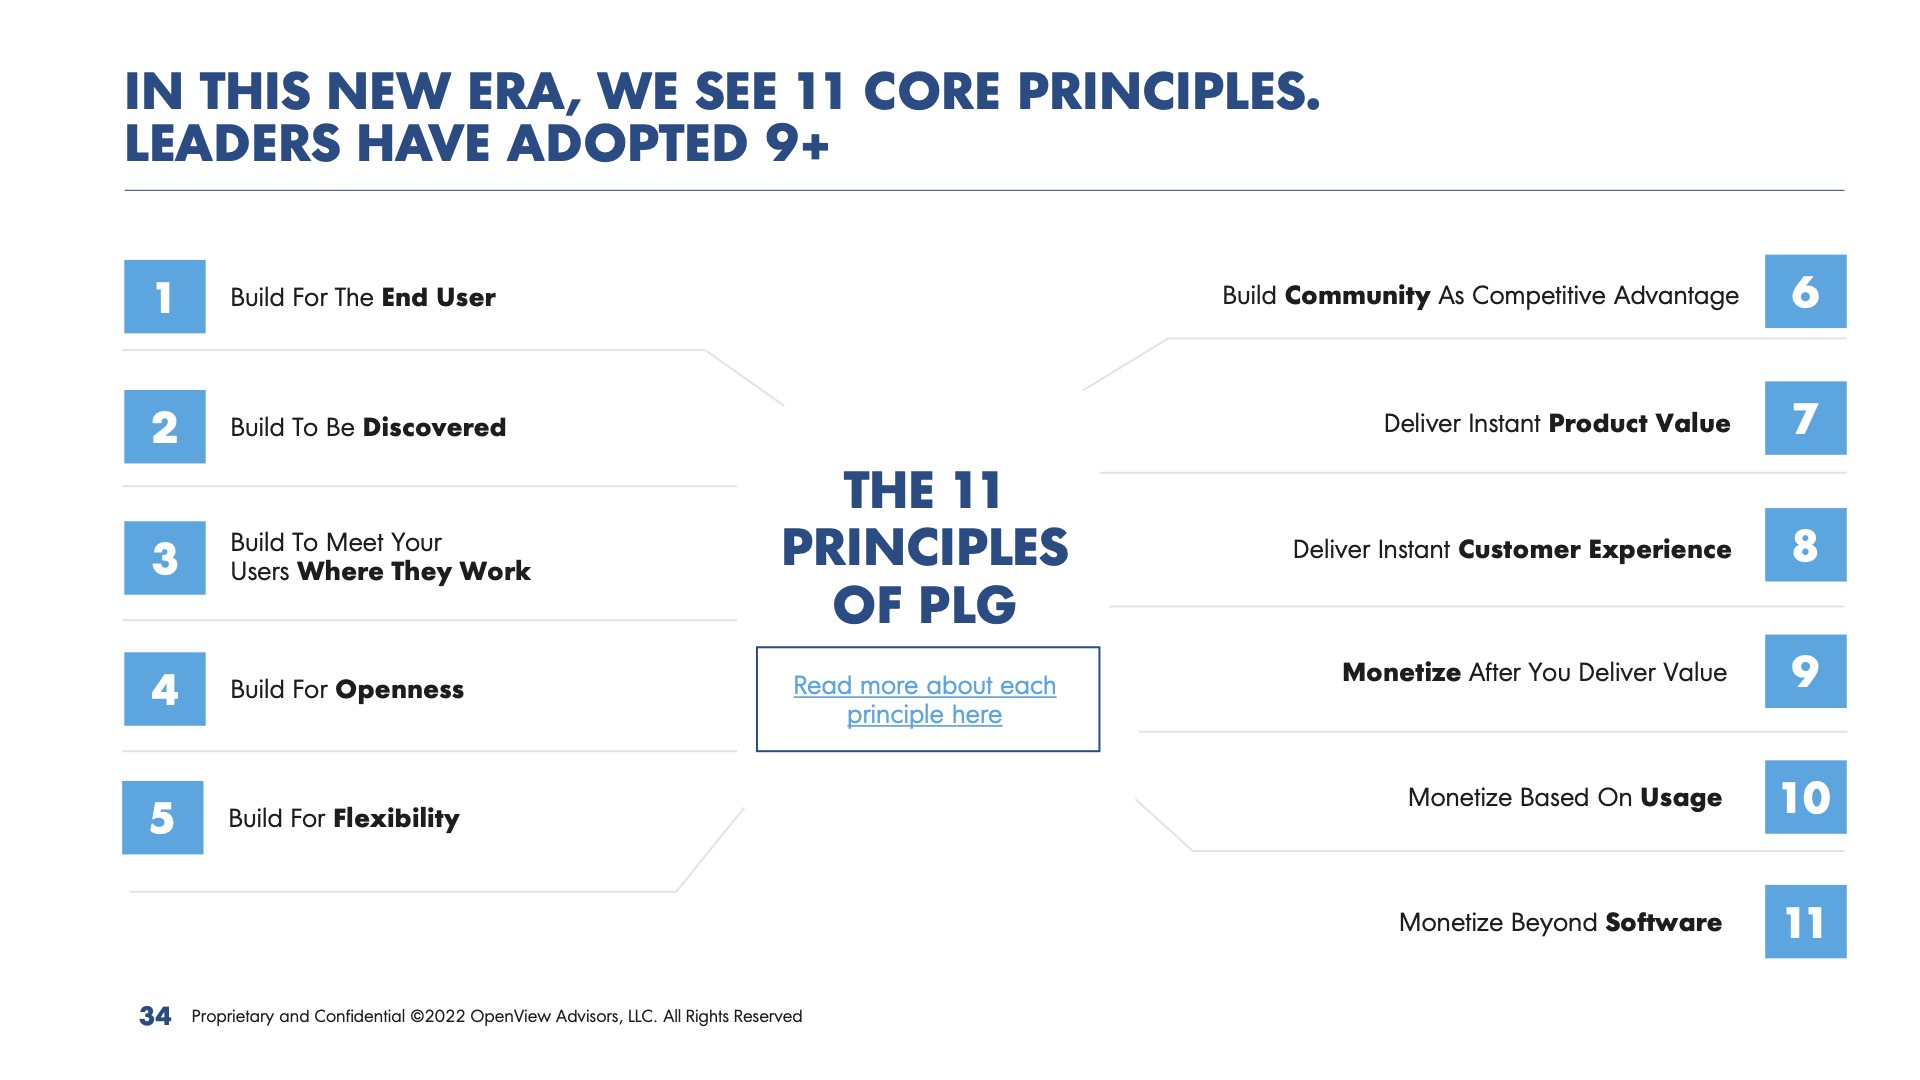 IN THIS NEW ERA, WE SEE 11 CORE PRINCIPLES.
LEADERS HAVE ADOPTED 9+
1
Build For The End User
2
Build To Be Discovered
3
Build To Meet Your
Users Where They Work
4
Build For Openness
5
Build For Flexibility
THE 11
PRINCIPLES
OF PLG
Read more about each
principle here
Build Community As Competitive Advantage
6
Deliver Instant Product Value
7
Deliver Instant Customer Experience
8
Monetize After You Deliver Value
9
Monetize Based On Usage
10
Monetize Beyond Software
11
34 Proprietary and Confidential ©2022 OpenView Advisors, LLC. All Rights Reserved